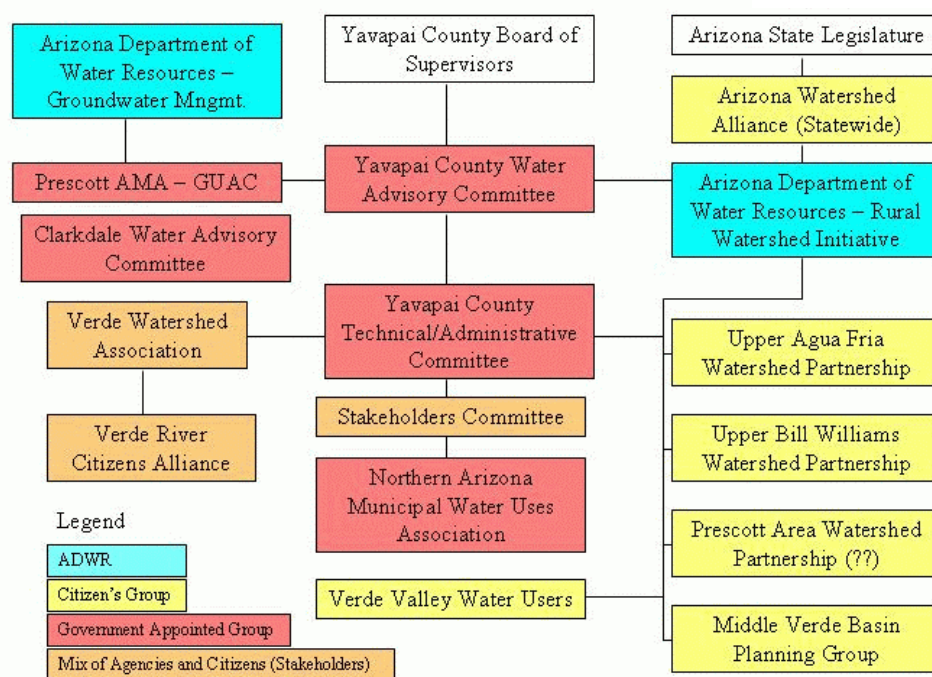 Arizona Department of
Water Resources –
Groundwater Mngmt.
Yavapai County Board of
Supervisors
Arizona State Legislature
Arizona Watershed
Alliance (Statewide)
Prescott AMA – GUAC
Yavapai County Water
Advisory Committee
Arizona Department of
Water Resources – Rural
Watershed Initiative
Clarkdale Water Advisory
Committee
Verde Watershed
Association
Yavapai County
Technical/Administrative
Committee
Upper Agua Fria
Watershed Partnership
Verde River
Citizens Alliance
Stakeholders Committee
Upper Bill Williams
Watershed Partnership
Northern Arizona
Municipal Water Uses
Association
Prescott Area Watershed
Partnership (??)
Verde Valley Water Users
Middle Verde Basin
Planning Group
Legend
ADWR
Citizen's Group
Government Appointed Group
Mix of Agencies and Citizens (Stakeholders)